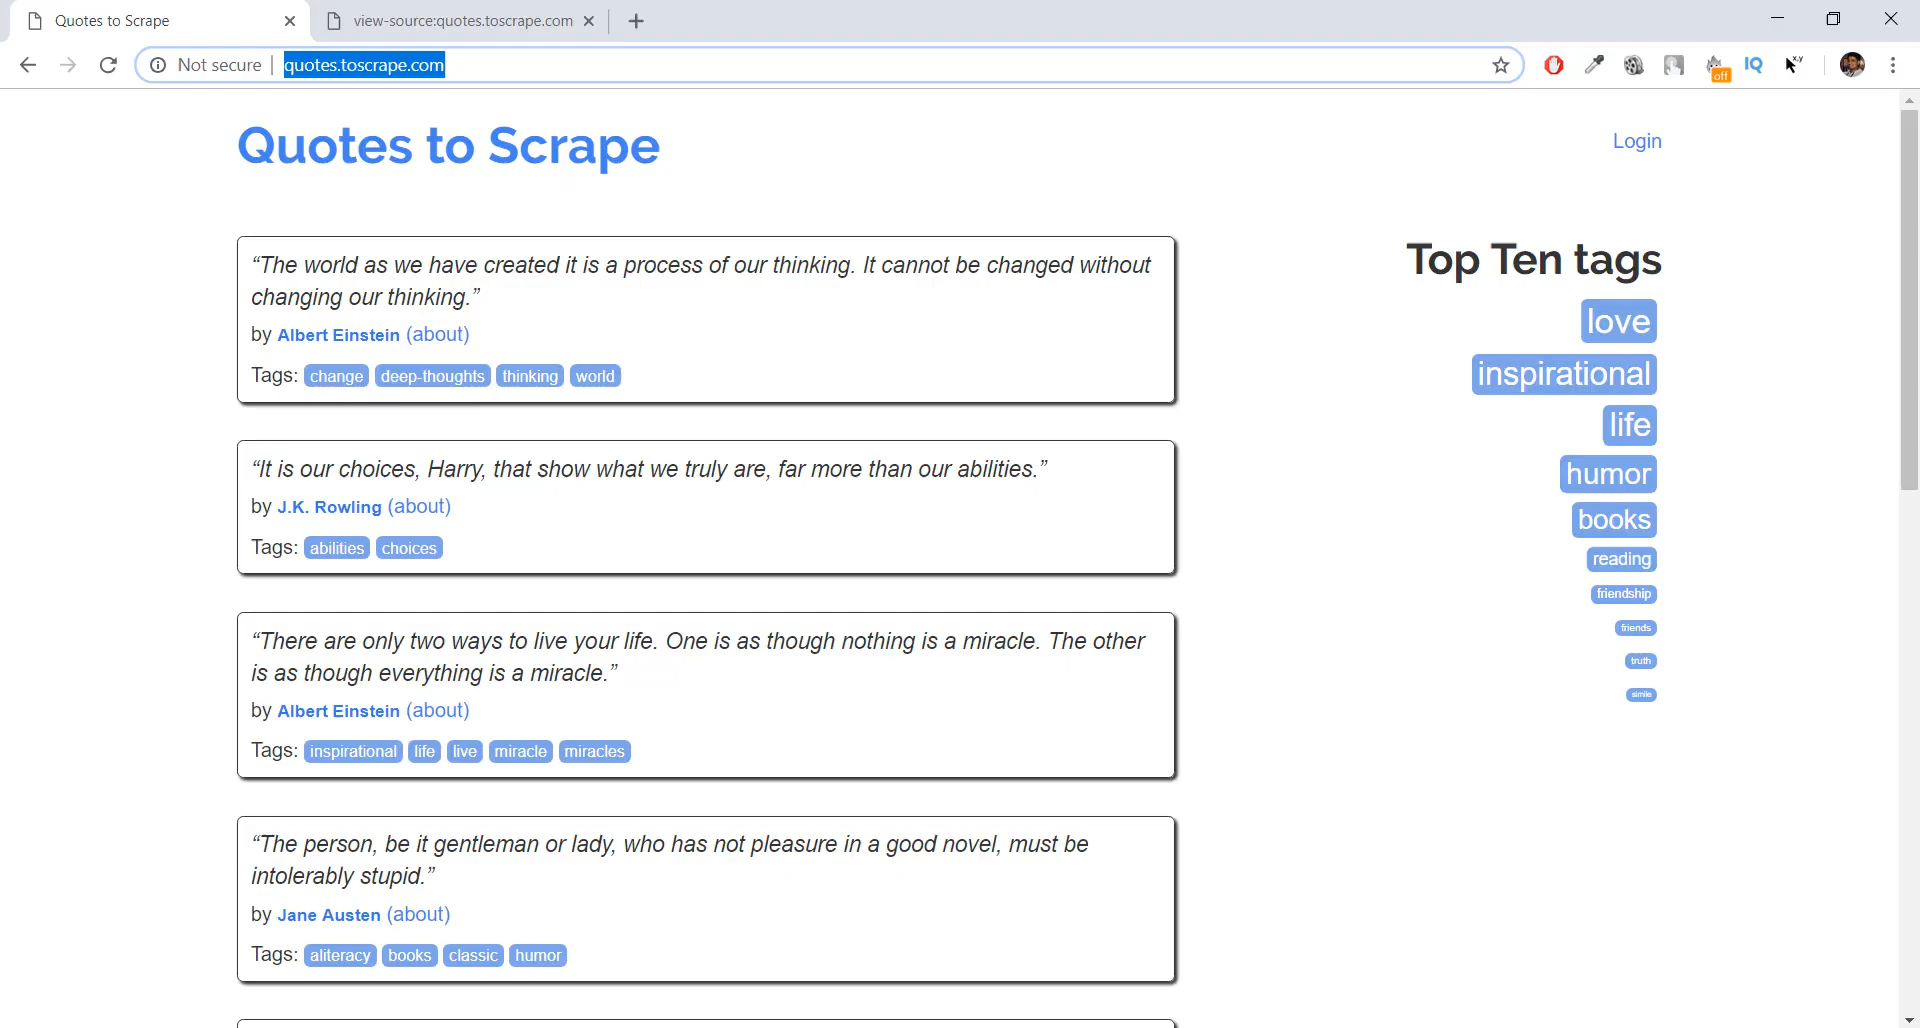 Quotes to Scrape
view-source:quotes.toscrape.com
Not secure
quotes.toscrape.com
off
IQ
x,y
Quotes to Scrape
Login
“The world as we have created it is a process of our thinking. It cannot be changed without
changing our thinking.”
by Albert Einstein (about)
Tags: change deep-thoughts thinking world
“It is our choices, Harry, that show what we truly are, far more than our abilities.”
by J.K. Rowling (about)
Tags: abilities choices
“There are only two ways to live your life. One is as though nothing is a miracle. The other
is as though everything is a miracle.”
by Albert Einstein (about)
Tags: inspirational life live miracle miracles
“The person, be it gentleman or lady, who has not pleasure in a good novel, must be
intolerably stupid.”
by Jane Austen (about)
Tags: aliteracy books classic humor
Top Ten tags
love
inspirational
life
humor
books
reading
friendship
friends
truth
simile